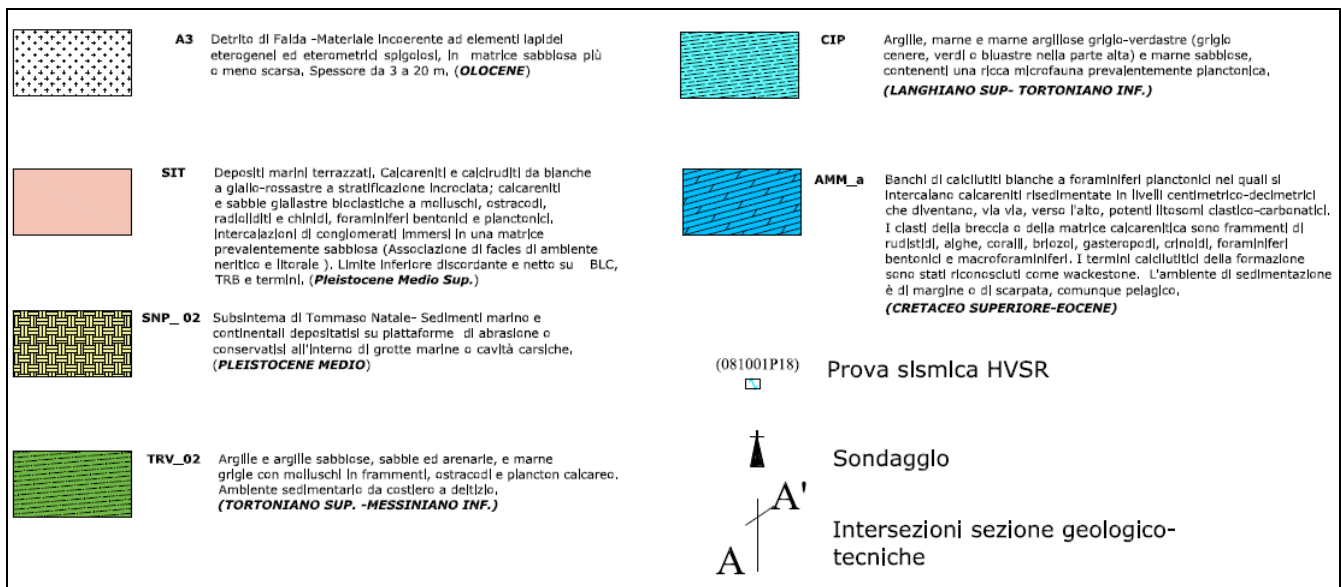 A3 Detrito di Falda -Materiale incoerente ad elementi lapidei
eterogenei ed eterometrici spigolosi, in matrice sabbiosa più
o meno scarsa. Spessore da 3 a 20 m. (OLOCENE)
SIT Depositi marini terrazzati. Calcareniti e calciruditi da bianche
a giallo-rossastre a stratificazione incrociata; calcareniti
e sabbie giallastre bioclastiche a molluschi, ostracodi,
radioliditi e chinidi, foraminiferi bentonici e planctonici.
Intercalazioni di conglomerati immersi in una matrice
prevalentemente sabbiosa (Associazione di facies di ambiente
neritico e litorale ). Limite inferiore discordante e netto su BLC,
TRB e termini. (Pleistocene Medio Sup.)
SNP_ 02 Subsintema di Tommaso Natale- Sedimenti marino e
continentali depositatisi su plattaforme di abrasione o
conservatisi all'interno di grotte marine o cavità carsiche.
(PLEISTOCENE MEDIO)
TRV_02 Argille e argille sabbiose, sabbie ed arenarie, e marne
grigie con molluschi in frammenti, ostracodi e plancton calcareo.
Ambiente sedimentario da costiero a deltizio.
(TORTONIANO SUP. -MESSINIANO INF.)
CIP Argille, marne e marne argillose grigio-verdastre (grigio
cenere, verdi o bluastre nella parte alta) e marne sabbiose,
contenenti una ricca microfauna prevalentemente planctonica.
(LANGHIANO SUP- TORTONIANO INF.)
AMM_a Banchi di calcilutiti bianche a foraminiferi planctonici nei quali si
intercalano calcareniti risedimentate in livelli centimetrico-decimetrici
che diventano, via via, verso l'alto, potenti litosomi clastico-carbonatici.
I clasti della breccia o della matrice calcarenitica sono frammenti di
rudistidi, alghe, coralli, briozoi, gasteropodi, crinoidi, foraminiferi
bentonici e macroforaminiferi. I termini calcilutitici della formazione
sono stati riconosciuti come wackestone. L'ambiente di sedimentazione
è di margine o di scarpata, comunque pelagico.
(CRETACEO SUPERIORE-EOCENE)
(081001P18) Prova sismica HVSR
Sondaggio
A'
A
Intersezioni sezione geologico-
tecniche